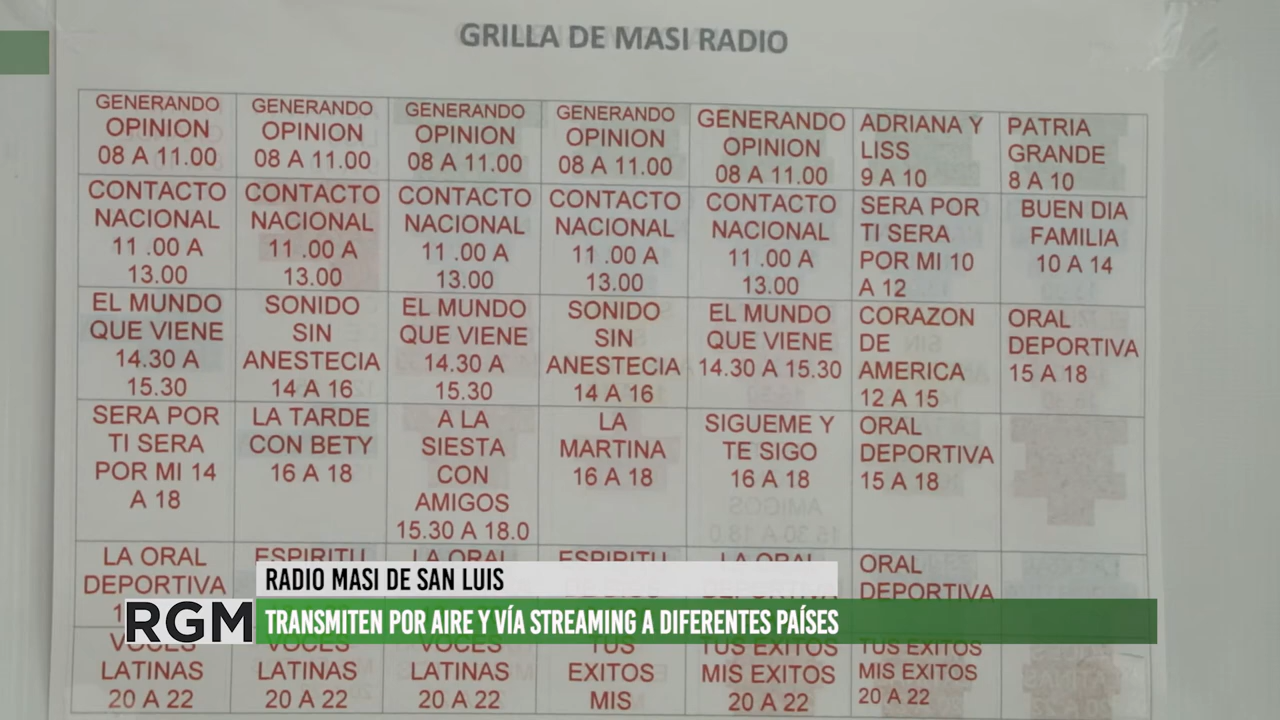 GRILLA DE MASI RADIO
GENERANDO
OPINION
08 A 11.00
GENERANDO
OPINION
08 A 11.00
GENERANDO
OPINION
08 A 11.00
GENERANDO
OPINION
08 A 11.00
GENERANDO
OPINION
08 A 11.00
ADRIANA Y
LISS
9 A 10
PATRIA
GRANDE
8 A 10
CONTACTO
NACIONAL
11 .00 A
13.00
CONTACTO
NACIONAL
11 .00 A
13.00
CONTACTO
NACIONAL
11 .00 A
13.00
CONTACTO
NACIONAL
11 .00 A
13.00
CONTACTO
NACIONAL
11 .00 A
13.00
SERA POR
TI SERA
POR MI 10
A 12
BUEN DIA
FAMILIA
10 A 14
EL MUNDO
QUE VIENE
14.30 A
15.30
SONIDO
SIN
ANESTECIA
14 A 16
EL MUNDO
QUE VIENE
14.30 A
15.30
SONIDO
SIN
ANESTECIA
14 A 16
EL MUNDO
QUE VIENE
14.30 A 15.30
CORAZON
DE
AMERICA
12 A 15
ORAL
DEPORTIVA
15 A 18
SERA POR
TI SERA
POR MI 14
A 18
LA TARDE
CON BETY
16 A 18
A LA
SIESTA
CON
AMIGOS
15.30 A 18.0
LA
MARTINA
16 A 18
SIGUEME Y
TE SIGO
16 A 18
ORAL
DEPORTIVA
15 A 18
LA ORAL
DEPORTIVA
ESPIRITU
LA ORAL
ESPIRITU
LA ORAL
ORAL
DEPORTIVA
VOCES
LATINAS
20 A 22
VOCES
LATINAS
20 A 22
VOCES
LATINAS
20 A 22
TUS
EXITOS
MIS
TUS EXITOS
MIS EXITOS
20 A 22
TUS EXITOS
MIS EXITOS
20 A 22
RGM
RADIO MASI DE SAN LUIS
TRANSMITEN POR AIRE Y VÍA STREAMING A DIFERENTES PAÍSES